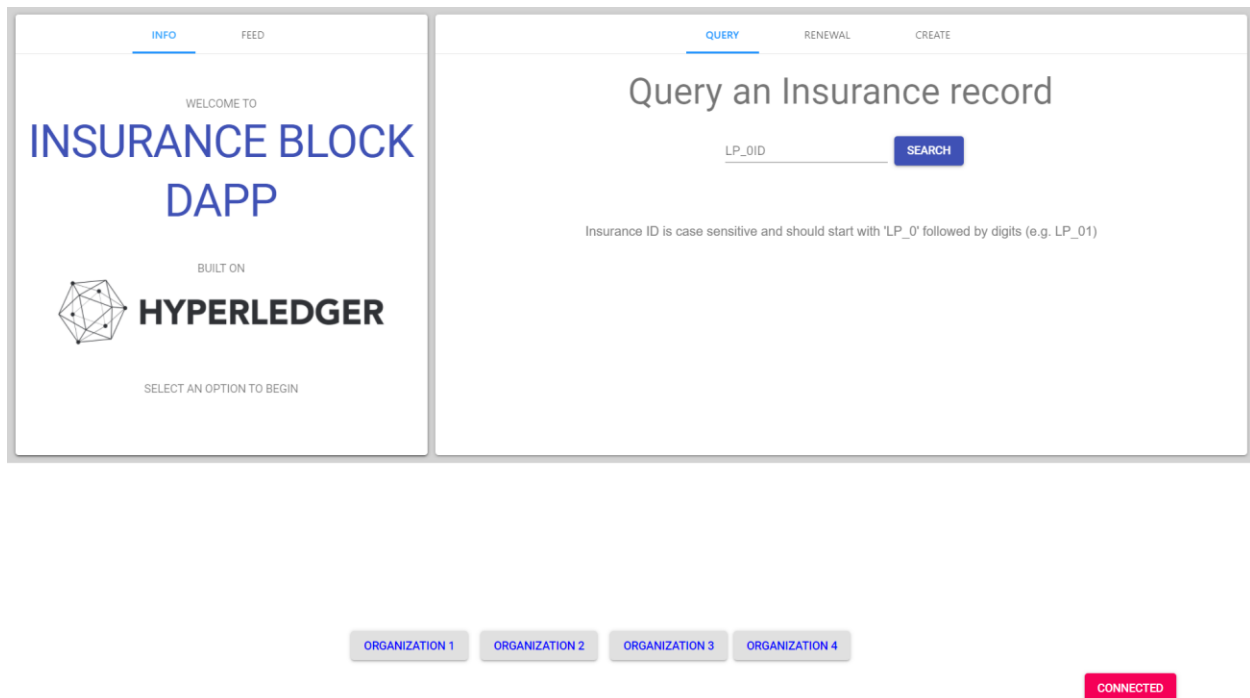 INFO FEED
WELCOME TO
INSURANCE BLOCK
DAPP
BUILT ON
HYPERLEDGER
SELECT AN OPTION TO BEGIN
QUERY RENEWAL CREATE
Query an Insurance record
LP_0ID SEARCH
Insurance ID is case sensitive and should start with 'LP_0' followed by digits (e.g. LP_01)
ORGANIZATION 1 ORGANIZATION 2 ORGANIZATION 3 ORGANIZATION 4
CONNECTED